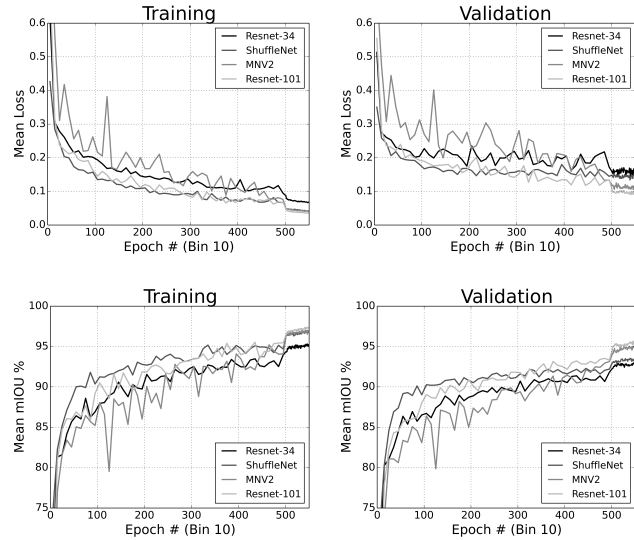 Training
Mean Loss
0.6
0.5
0.4
0.3
0.2
0.1
0.0
0 100 200 300 400 500
Epoch # (Bin 10)
Resnet-34
ShuffleNet
MNV2
Resnet-101
Validation
Mean Loss
0.6
0.5
0.4
0.3
0.2
0.1
0.0
0 100 200 300 400 500
Epoch # (Bin 10)
Resnet-34
ShuffleNet
MNV2
Resnet-101
Training
Mean mIOU %
100
95
90
85
80
75
0 100 200 300 400 500
Epoch # (Bin 10)
Resnet-34
ShuffleNet
MNV2
Resnet-101
Validation
Mean mIOU %
100
95
90
85
80
75
0 100 200 300 400 500
Epoch # (Bin 10)
Resnet-34
ShuffleNet
MNV2
Resnet-101